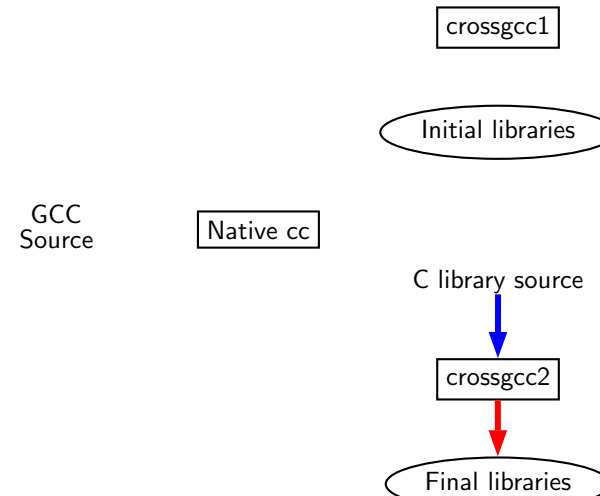 crossgcc1
Initial libraries
GCC
Source
Native cc
C library source
crossgcc2
Final libraries